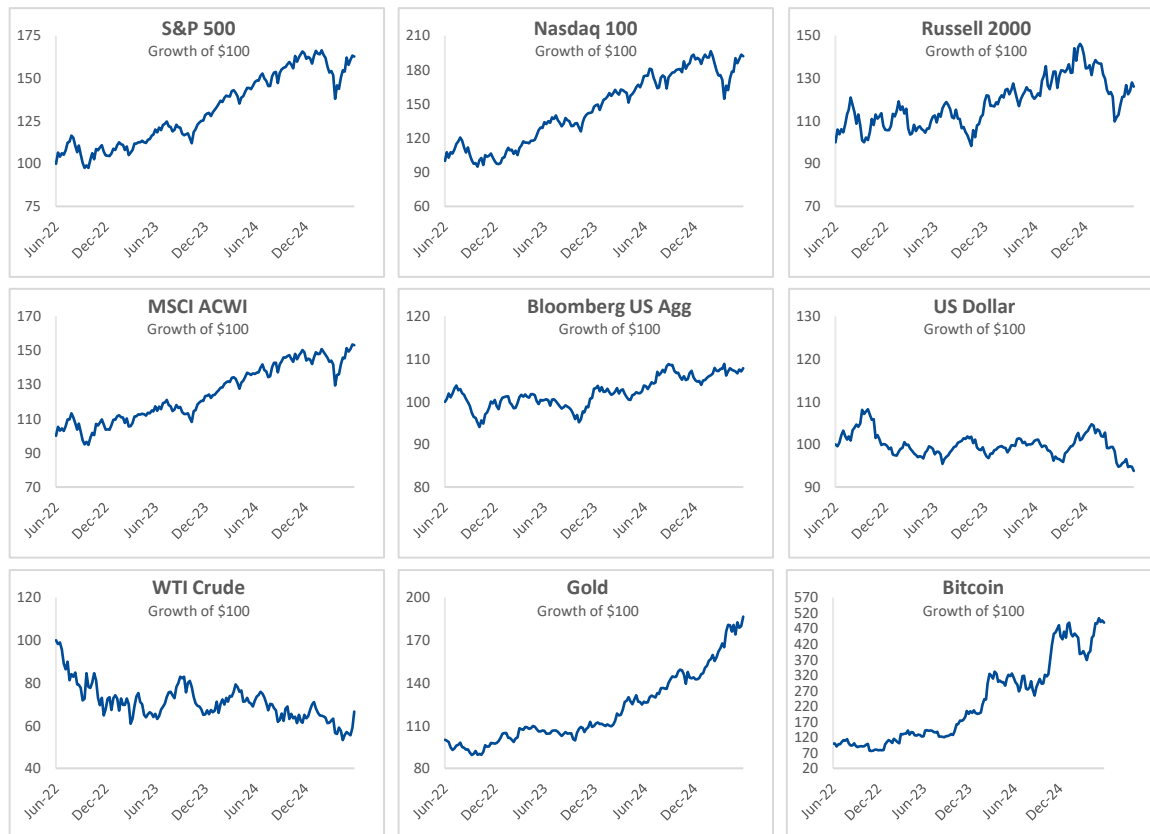 S&P 500
Growth of $100
175
150
125
100
75
Jun-22
Dec-22
Jun-23
Dec-23
Jun-24
Dec-24
Nasdaq 100
Growth of $100
210
180
150
120
90
60
Jun-22
Dec-22
Jun-23
Dec-23
Jun-24
Dec-24
Russell 2000
Growth of $100
150
130
110
90
70
Jun-22
Dec-22
Jun-23
Dec-23
Jun-24
Dec-24
MSCI ACWI
Growth of $100
170
150
130
110
90
70
Jun-22
Dec-22
Jun-23
Dec-23
Jun-24
Dec-24
Bloomberg US Agg
Growth of $100
120
110
100
90
80
Jun-22
Dec-22
Jun-23
Dec-23
Jun-24
Dec-24
US Dollar
Growth of $100
130
120
110
100
90
Jun-22
Dec-22
Jun-23
Dec-23
Jun-24
Dec-24
WTI Crude
Growth of $100
120
100
80
60
40
Jun-22
Dec-22
Jun-23
Dec-23
Jun-24
Dec-24
Gold
Growth of $100
200
170
140
110
80
Jun-22
Dec-22
Jun-23
Dec-23
Jun-24
Dec-24
Bitcoin
Growth of $100
570
520
470
420
370
320
270
220
170
120
70
20
Jun-22
Dec-22
Jun-23
Dec-23
Jun-24
Dec-24